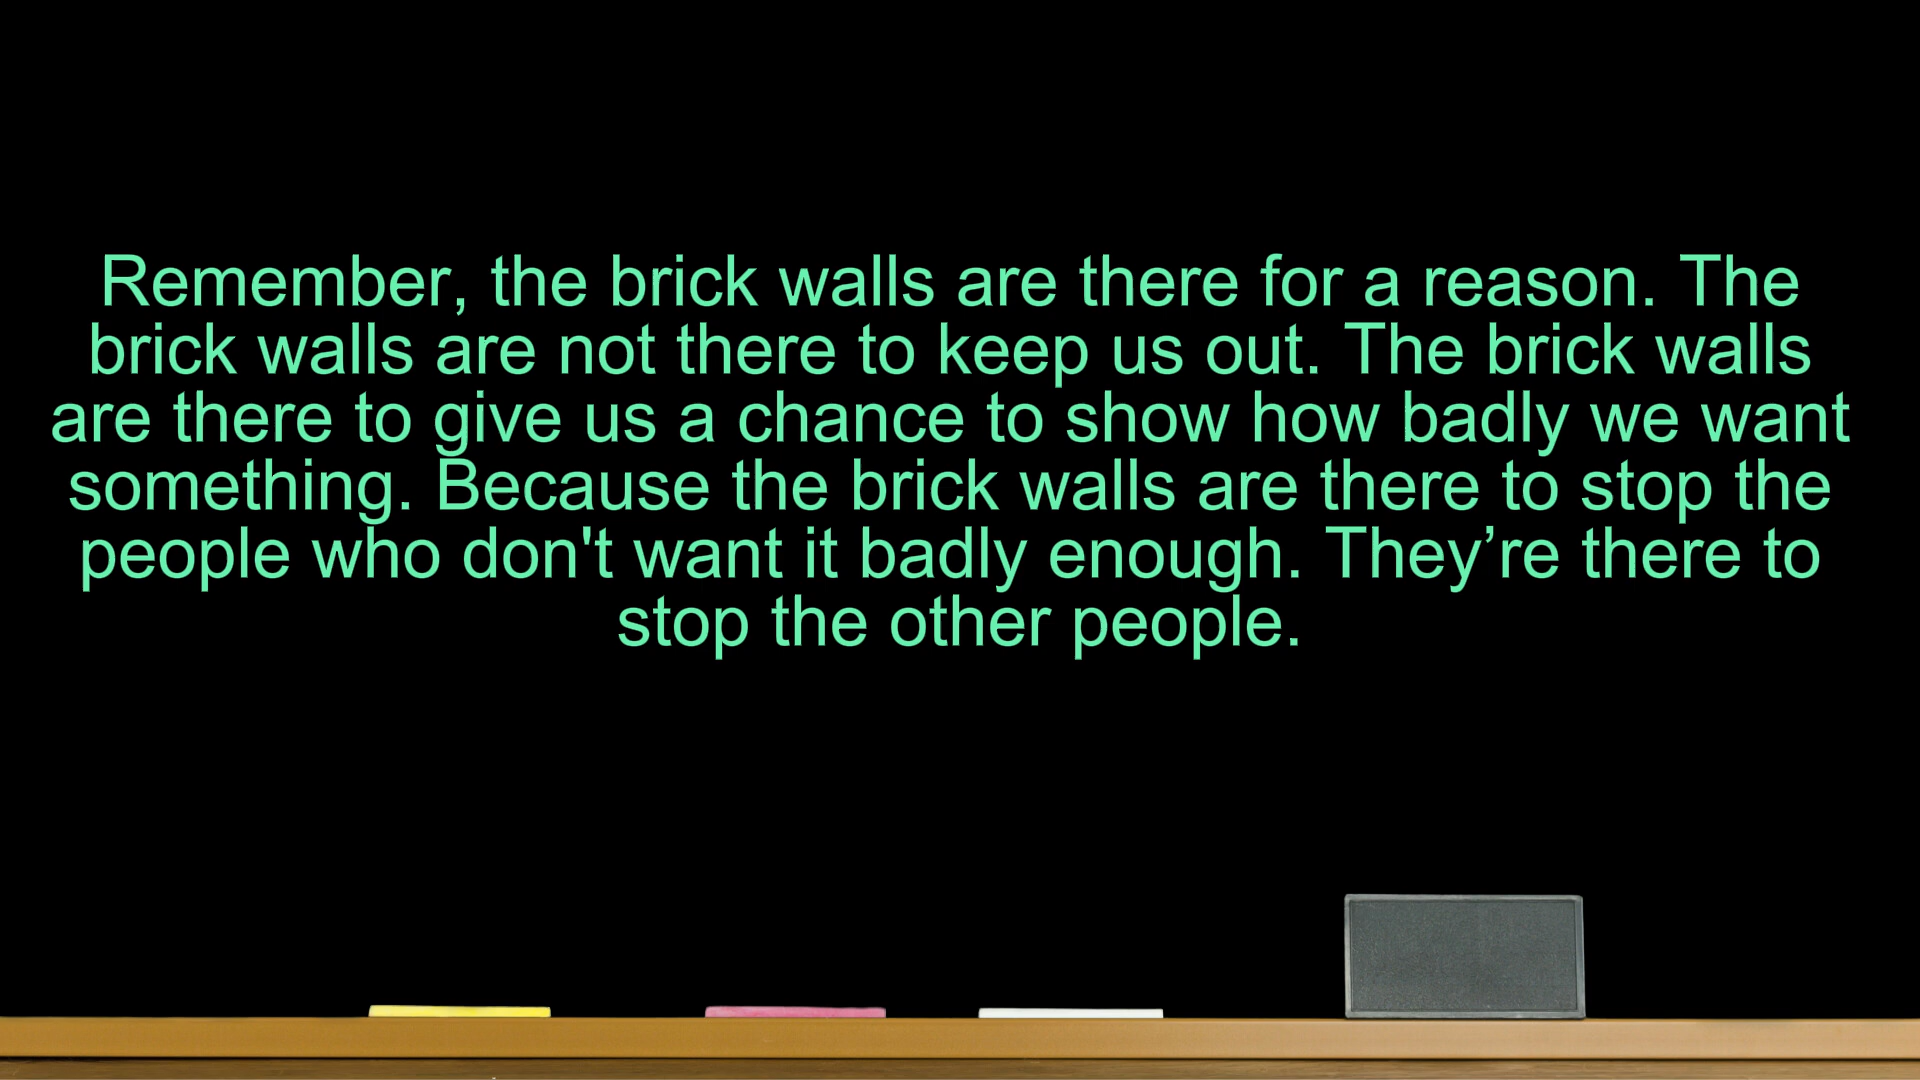 Remember, the brick walls are there for a reason. The
brick walls are not there to keep us out. The brick walls
are there to give us a chance to show how badly we want
something. Because the brick walls are there to stop the
people who don't want it badly enough. They’re there to
stop the other people.